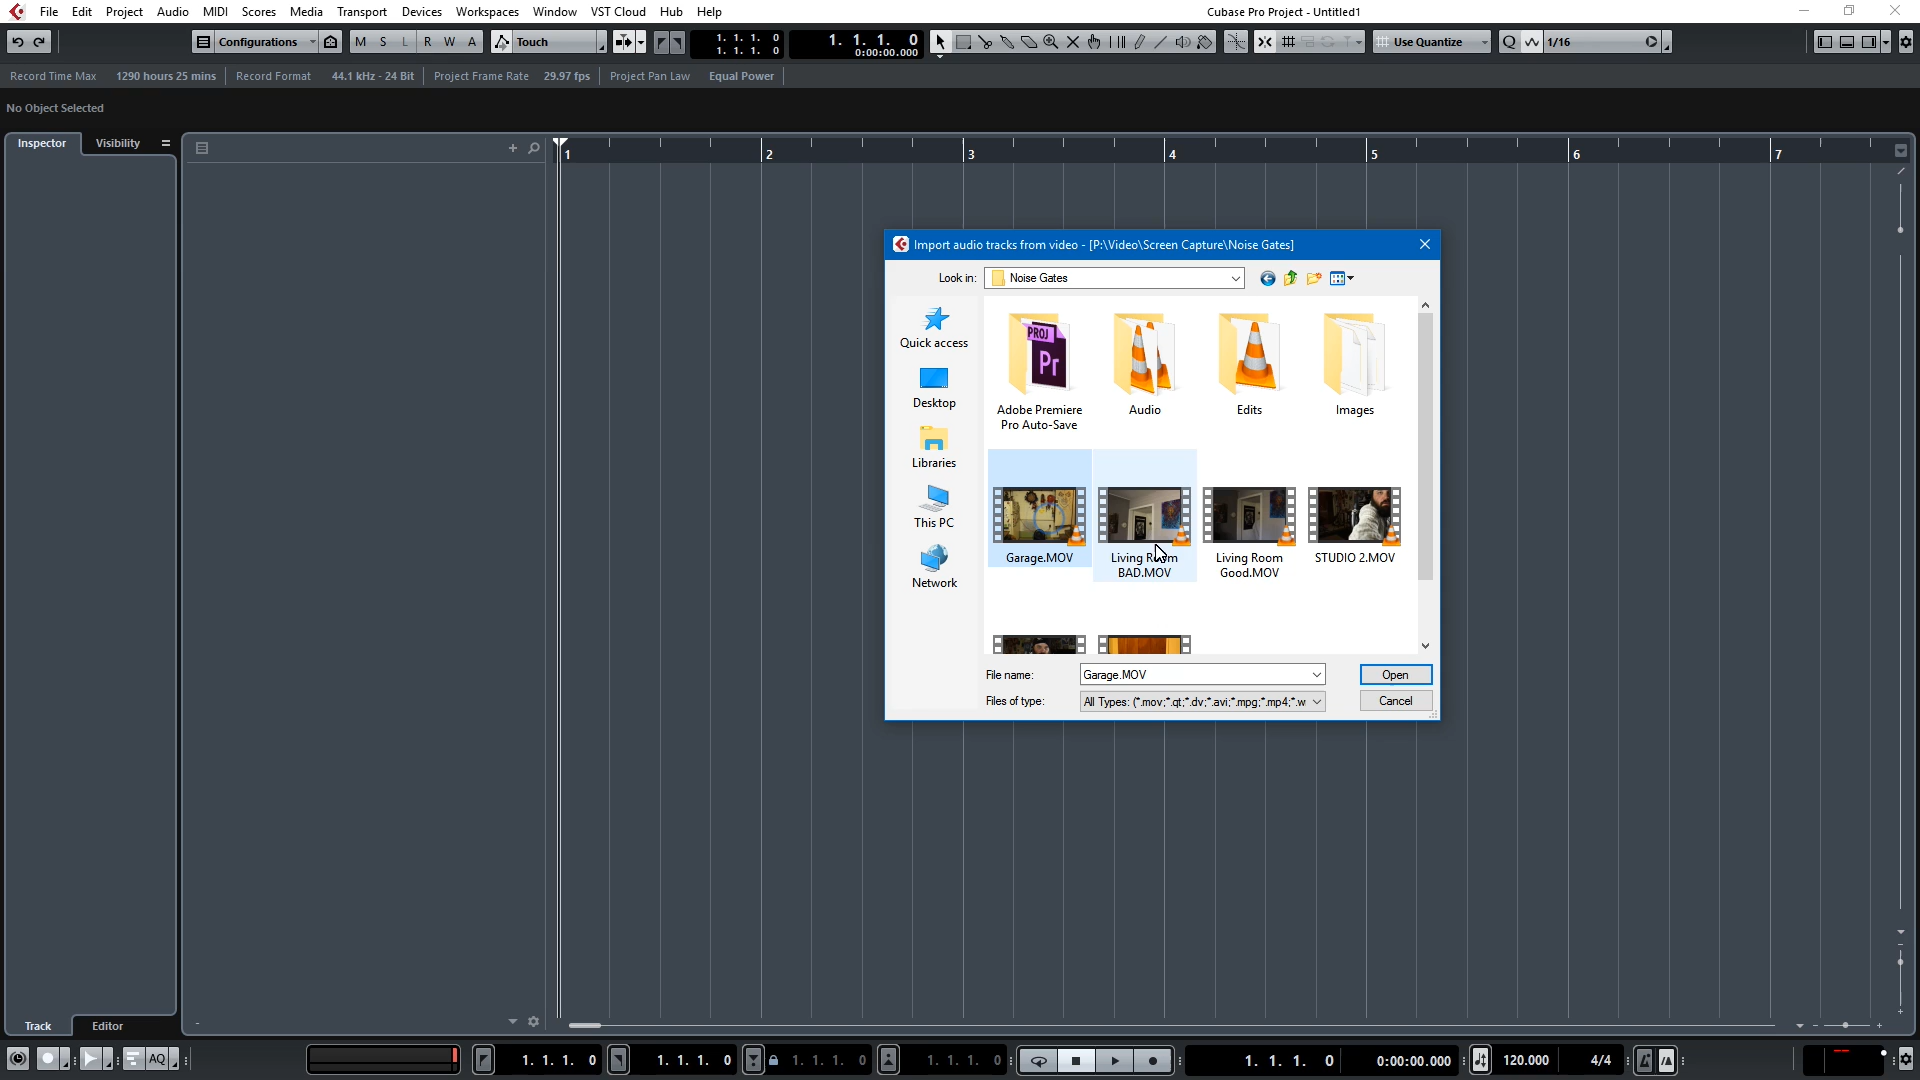 File Edit Project Audio MIDI Scores Media Transport Devices Workspaces Window VST Cloud Hub Help
Cubase Pro Project - Untitled1
Configurations M S L R W A Touch
1. 1. 1. 0
1. 1. 1. 0
1. 1. 1. 0
0:00:00.000
Use Quantize Q 1/16
Record Time Max 1290 hours 25 mins Record Format 44.1 kHz - 24 Bit Project Frame Rate 29.97 fps Project Pan Law Equal Power
No Object Selected
Inspector Visibility
1 2 3 4 5 6 7
Import audio tracks from video - [P:\Video\Screen Capture\Noise Gates]
Look in: Noise Gates
Quick access
Desktop
Libraries
This PC
Network
PROJ
Pr
Adobe Premiere
Pro Auto-Save
Audio
Edits
Images
Garage.MOV
Living Room
BAD.MOV
Living Room
Good.MOV
STUDIO 2.MOV
File name: Garage.MOV Open
Files of type: All Types: (*.mov;*.qt;*.dv;*.avi;*.mpg;*.mp4;*.w Cancel
Track Editor
AQ
1. 1. 1. 0 1. 1. 1. 0 1. 1. 1. 0 1. 1. 1. 0 1. 1. 1. 0 0:00:00.000 120.000 4/4